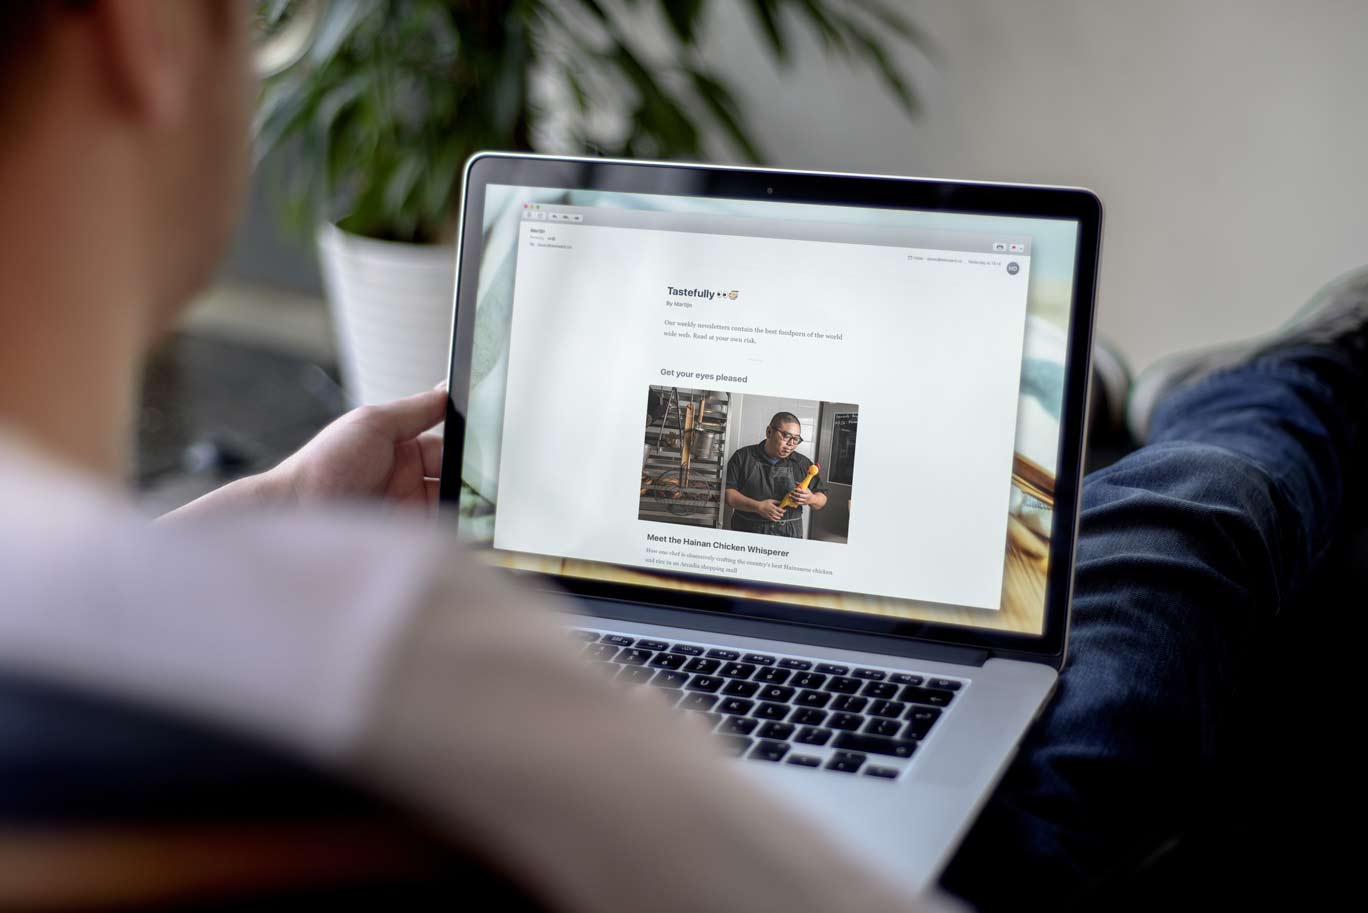 Martijn
HD
Tastefully 👀🍜
By Martijn
Our weekly newsletters contain the best foodporn of the world
wide web. Read at your own risk.
Get your eyes pleased
Meet the Hainan Chicken Whisperer
How one chef is obsessively crafting the country's best Hainanese chicken
and rice in an Arcadia shopping mall
Y U I O P
K L